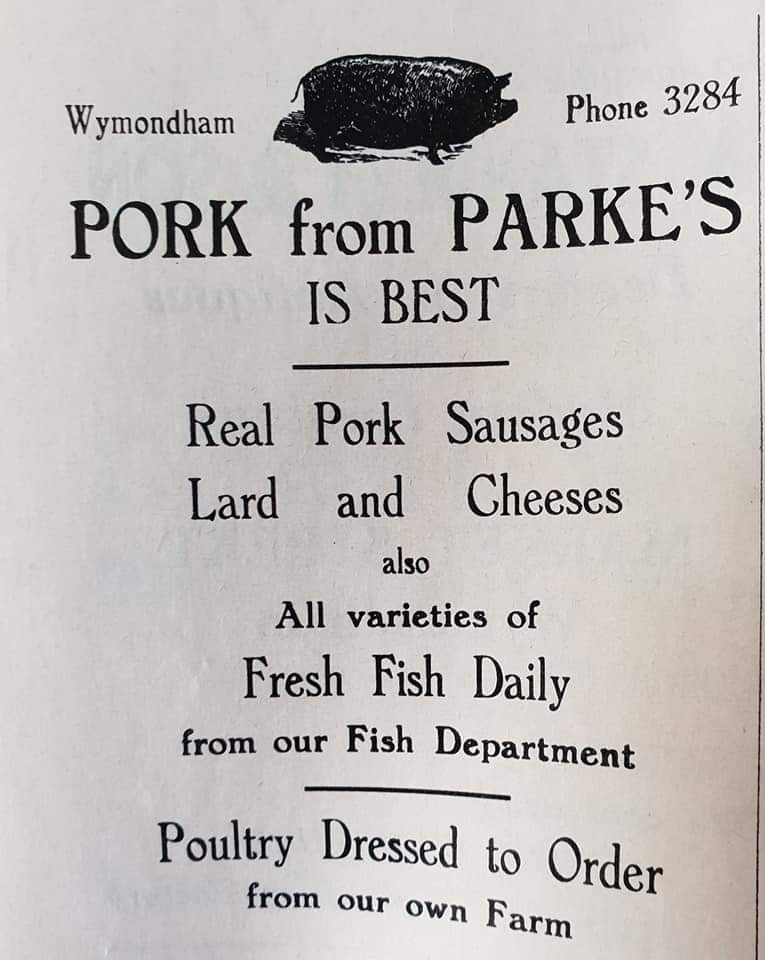 Wymondham Phone 3284
PORK from PARKE'S
IS BEST
Real Pork Sausages
Lard and Cheeses
also
All varieties of
Fresh Fish Daily
from our Fish Department
Poultry Dressed to Order
from our own Farm